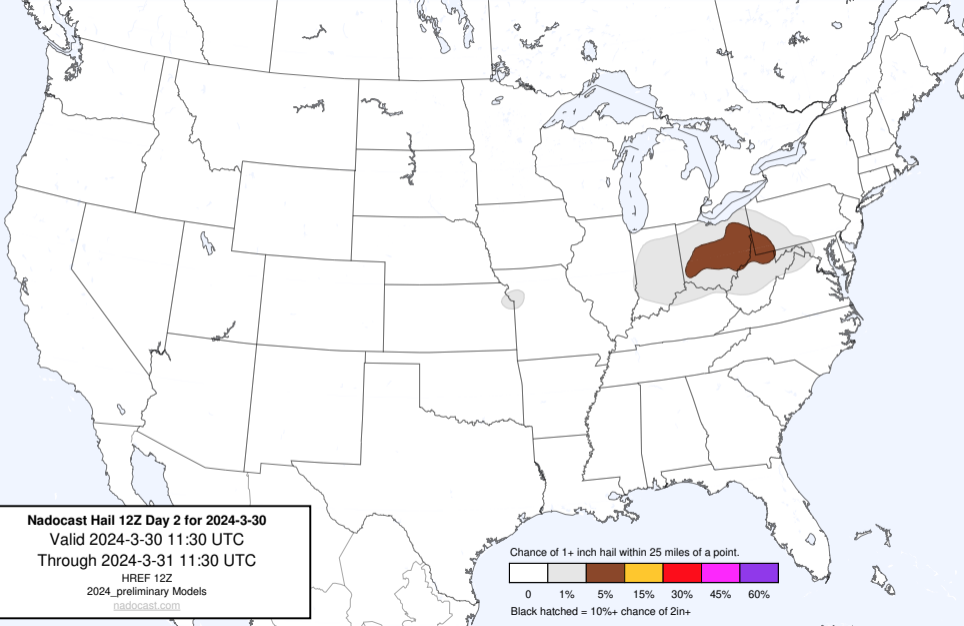 Nadocast Hail 12Z Day 2 for 2024-3-30
Valid 2024-3-30 11:30 UTC
Through 2024-3-31 11:30 UTC
HREF 12Z
2024_preliminary Models
nadocast.com
Chance of 1+ inch hail within 25 miles of a point.
0 1% 5% 15% 30% 45% 60%
Black hatched = 10%+ chance of 2in+